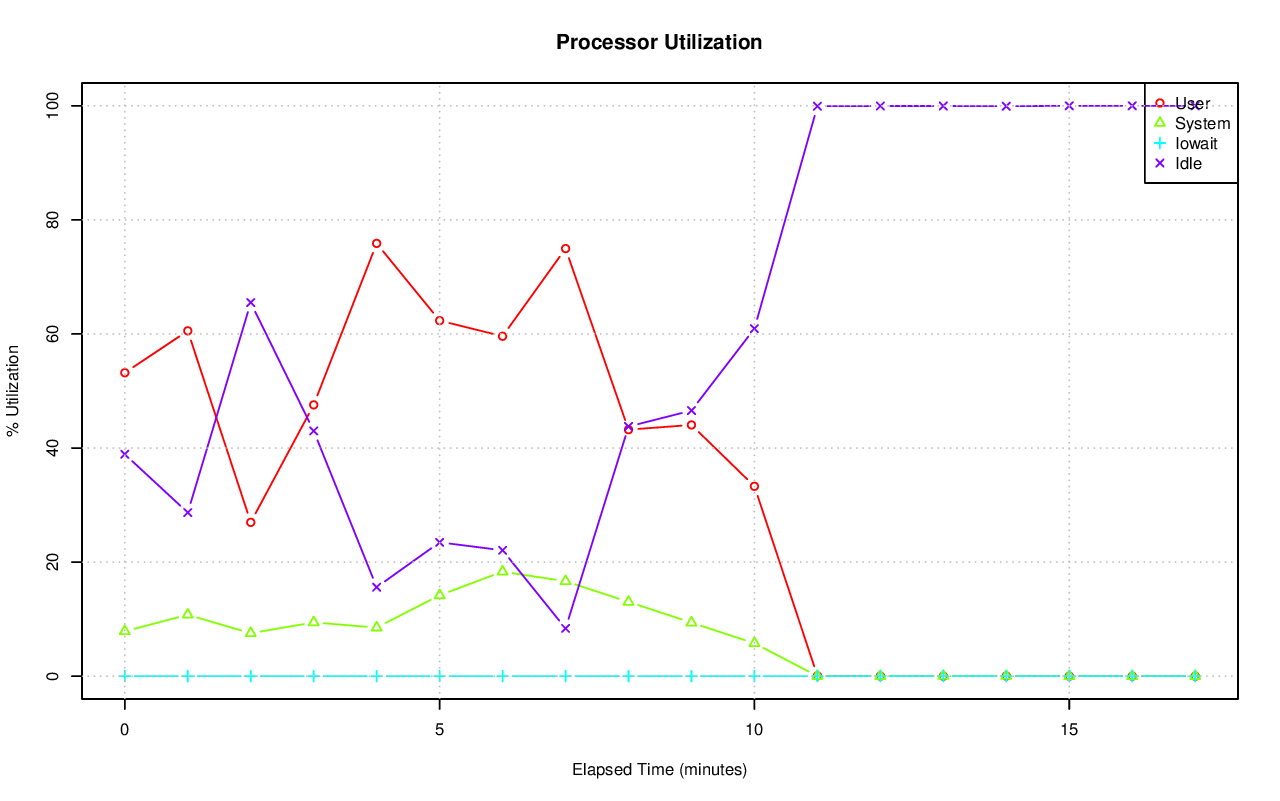 Processor Utilization
% Utilization
100
80
60
40
20
0
User
System
Iowait
Idle
0 5 10 15
Elapsed Time (minutes)